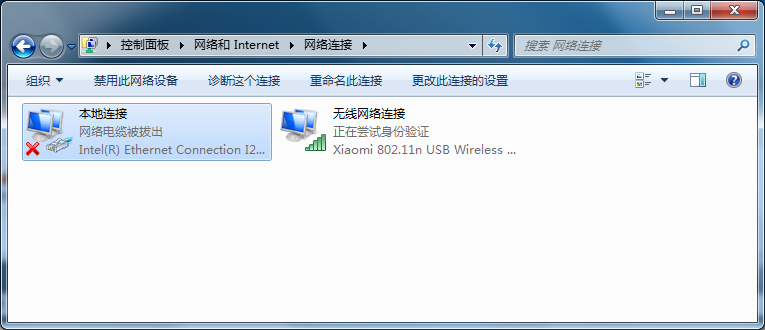 控制面板 网络和 Internet 网络连接
搜索 网络连接
组织 禁用此网络设备 诊断这个连接 重命名此连接 更改此连接的设置
本地连接
网络电缆被拔出
Intel(R) Ethernet Connection I2...
无线网络连接
正在尝试身份验证
Xiaomi 802.11n USB Wireless ...